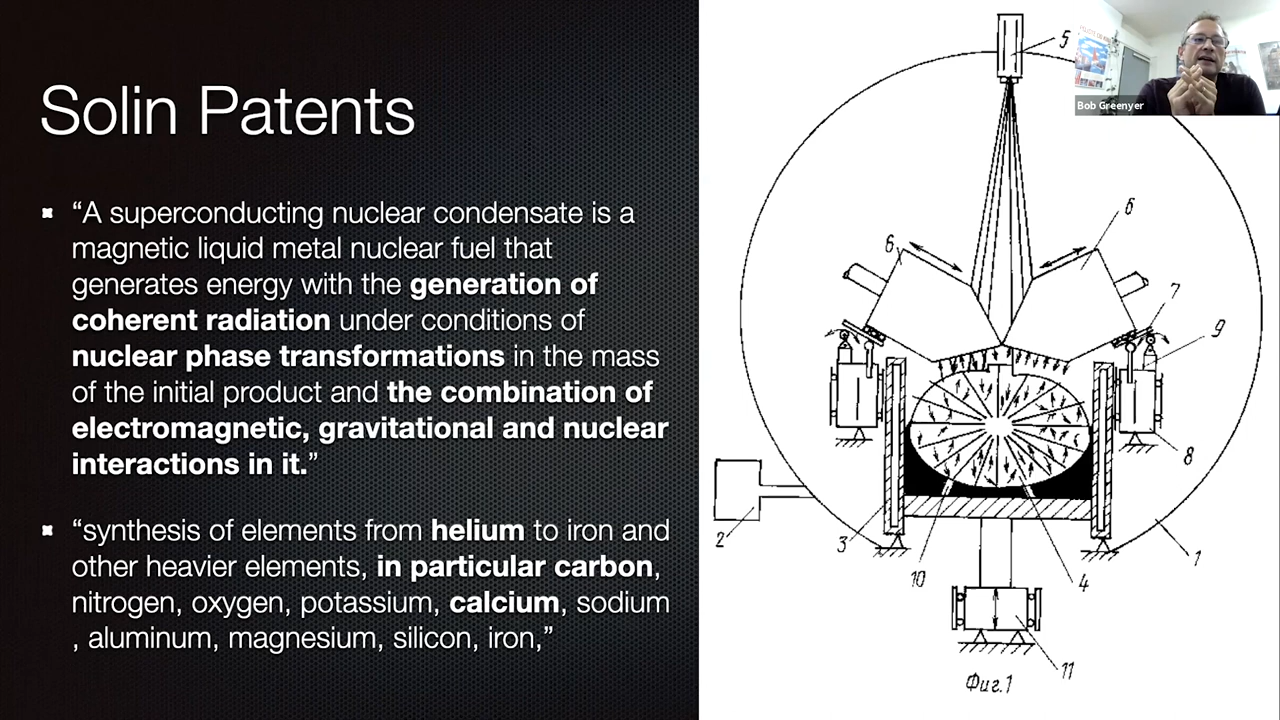 Solin Patents
“A superconducting nuclear condensate is a
magnetic liquid metal nuclear fuel that
generates energy with the generation of
coherent radiation under conditions of
nuclear phase transformations in the mass
of the initial product and the combination of
electromagnetic, gravitational and nuclear
interactions in it.”
“synthesis of elements from helium to iron and
other heavier elements, in particular carbon,
nitrogen, oxygen, potassium, calcium, sodium
, aluminum, magnesium, silicon, iron,”
5
Bob Greenyer
6
6
7
9
8
2
3
10
4
1
11
Фиг.1